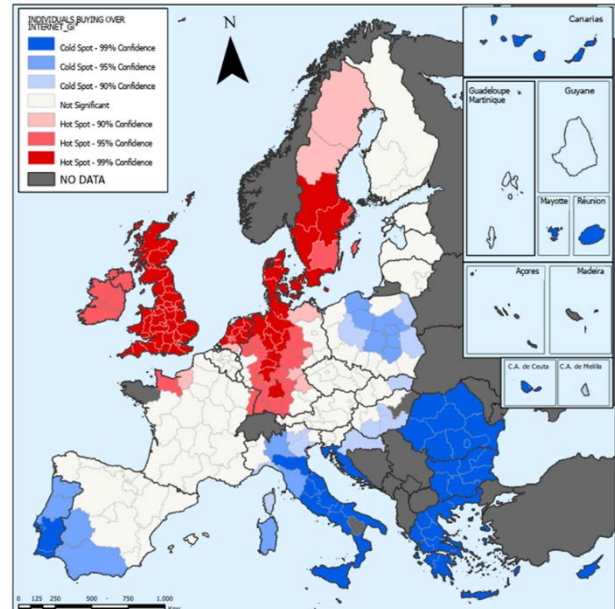 INDIVIDUALS BUYING OVER
INTERNET_GI*
Cold Spot - 99% Confidence
Cold Spot - 95% Confidence
Cold Spot - 90% Confidence
Not Significant
Hot Spot - 90% Confidence
Hot Spot - 95% Confidence
Hot Spot - 99% Confidence
NO DATA
N
Canarias
Guadeloupe
Martinique
Guyane
Mayotte
Réunion
Açores
Madeira
C.A. de Ceuta
C.A. de Melilla
0 125 250 500 750 1.000